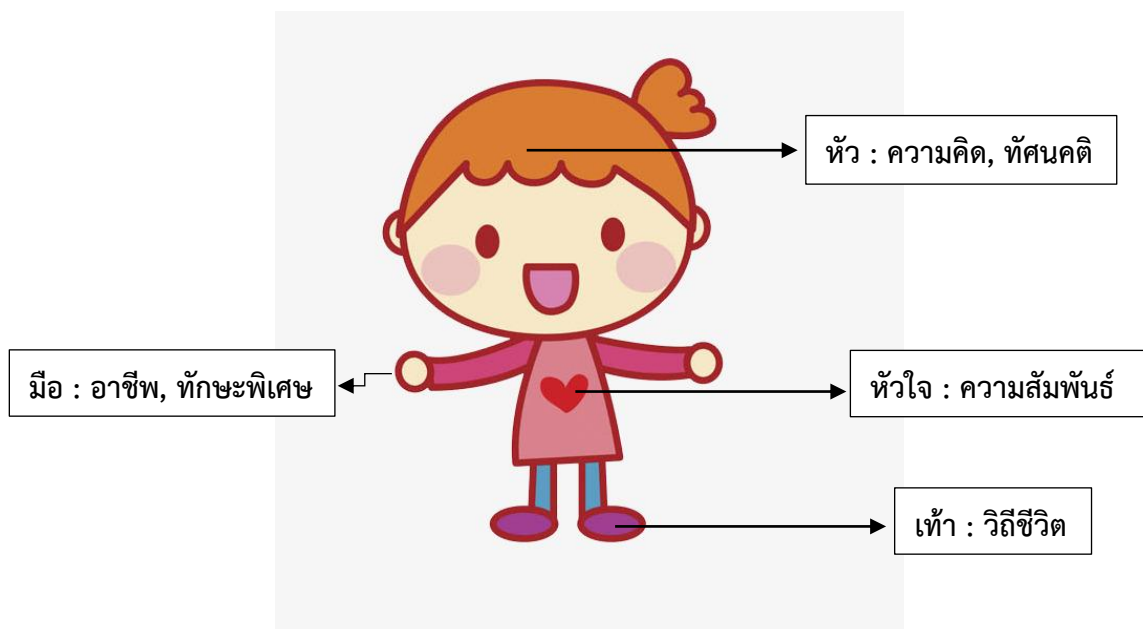 หัว : ความคิด, ทัศนคติ
มือ : อาชีพ, ทักษะพิเศษ
หัวใจ : ความสัมพันธ์
เท้า : วิถีชีวิต